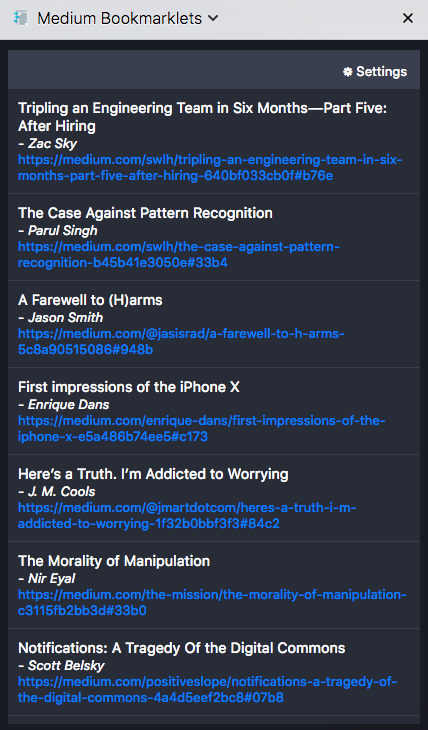 Medium Bookmarklets
Settings
Tripling an Engineering Team in Six Months—Part Five:
After Hiring
- Zac Sky
https://medium.com/swlh/tripling-an-engineering-team-in-six-
months-part-five-after-hiring-640bf033cb0f#b76e
The Case Against Pattern Recognition
- Parul Singh
https://medium.com/swlh/the-case-against-pattern-
recognition-b45b41e3050e#33b4
A Farewell to (H)arms
- Jason Smith
https://medium.com/@jasisrad/a-farewell-to-h-arms-
5c8a90515086#948b
First impressions of the iPhone X
- Enrique Dans
https://medium.com/enrique-dans/first-impressions-of-the-
iphone-x-e5a486b74ee5#c173
Here’s a Truth. I’m Addicted to Worrying
- J. M. Cools
https://medium.com/@jmartdotcom/heres-a-truth-i-m-
addicted-to-worrying-1f32b0bbf3f3#84c2
The Morality of Manipulation
- Nir Eyal
https://medium.com/the-mission/the-morality-of-manipulation-
c3115fb2bb3d#33b0
Notifications: A Tragedy Of the Digital Commons
- Scott Belsky
https://medium.com/positiveslope/notifications-a-tragedy-of-
the-digital-commons-4a4d5eef2bc8#07b8